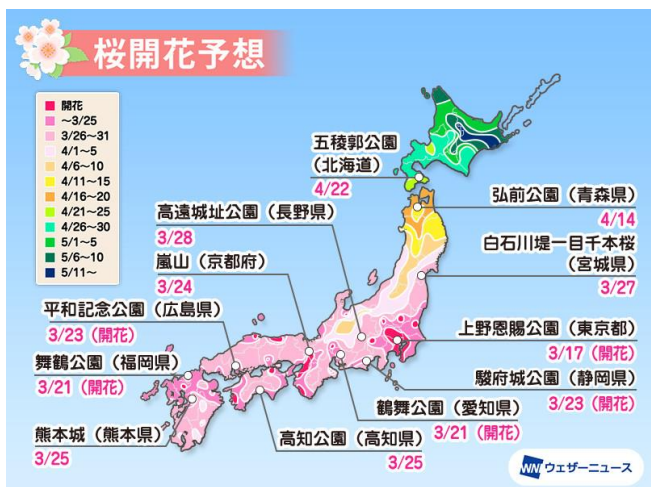 桜開花予想
開花
～3/25
3/26～31
4/1～5
4/6～10
4/11～15
4/16～20
4/21～25
4/26～30
5/1～5
5/6～10
5/11～
五稜郭公園
（北海道）
4/22
弘前公園（青森県）
4/14
高遠城址公園（長野県）
3/28
白石川堤一目千本桜
（宮城県）
3/27
嵐山（京都府）
3/24
平和記念公園（広島県）
3/23（開花）
上野恩賜公園（東京都）
3/17（開花）
舞鶴公園（福岡県）
3/21（開花）
駿府城公園（静岡県）
3/23（開花）
鶴舞公園（愛知県）
3/21（開花）
熊本城（熊本県）
3/25
高知公園（高知県）
3/25
WNI ウェザーニュース